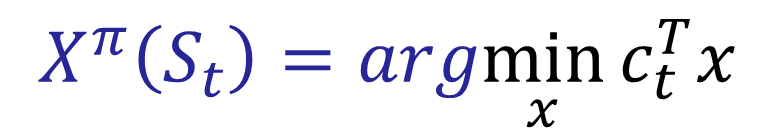 X^π(S_t) = arg min_x c_t^T x